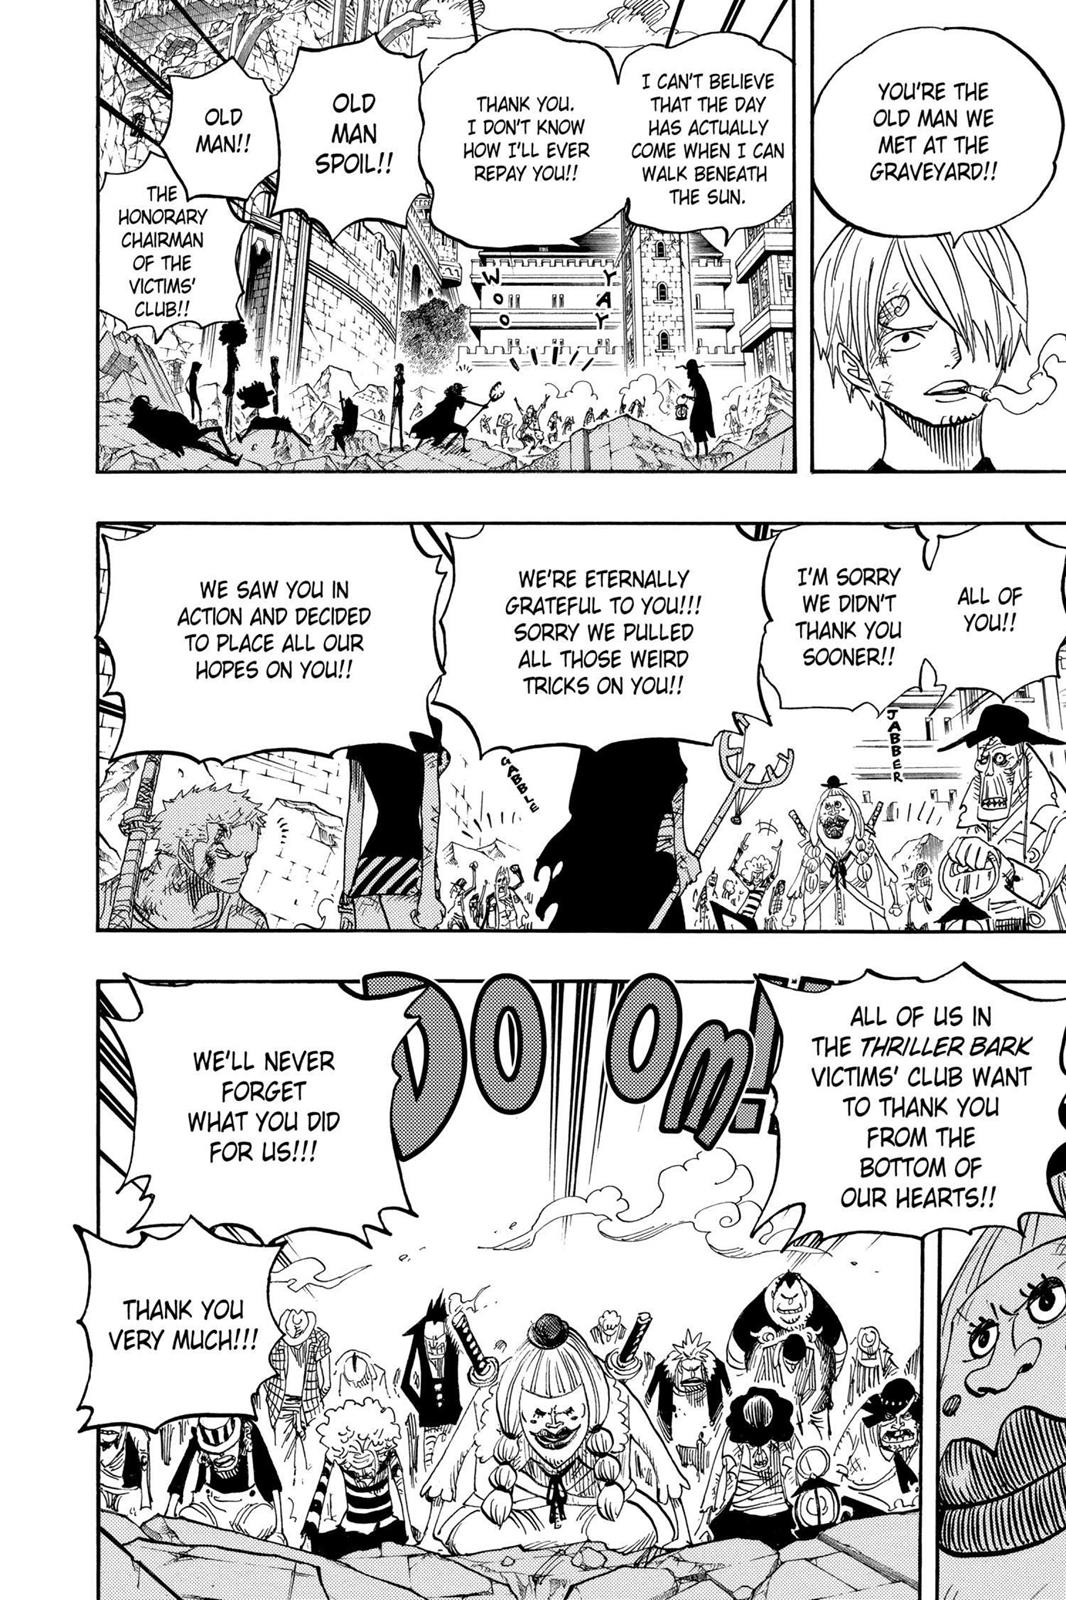 YOU'RE THE
OLD MAN WE
MET AT THE
GRAVEYARD!!
I CAN'T BELIEVE
THAT THE DAY
HAS ACTUALLY
COME WHEN I CAN
WALK BENEATH
THE SUN.
THANK YOU.
I DON'T KNOW
HOW I'LL EVER
REPAY YOU!!
OLD
MAN
SPOIL!!
OLD
MAN!!
THE
HONORARY
CHAIRMAN
OF THE
VICTIMS'
CLUB!!
YAY
WOO
ALL OF
YOU!!
I'M SORRY
WE DIDN'T
THANK YOU
SOONER!!
JABBER
WE'RE ETERNALLY
GRATEFUL TO YOU!!!
SORRY WE PULLED
ALL THOSE WEIRD
TRICKS ON YOU!!
GABBLE
WE SAW YOU IN
ACTION AND DECIDED
TO PLACE ALL OUR
HOPES ON YOU!!
ALL OF US IN
THE THRILLER BARK
VICTIMS' CLUB WANT
TO THANK YOU
FROM THE
BOTTOM OF
OUR HEARTS!!
DOOOM!
WE'LL NEVER
FORGET
WHAT YOU DID
FOR US!!!
THANK YOU
VERY MUCH!!!